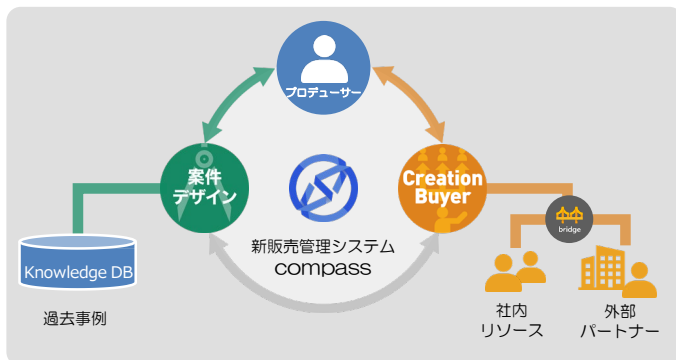 プロデューサー
案件
デザイン
Creation
Buyer
新販売管理システム
compass
bridge
Knowledge DB
過去事例
社内
リソース
外部
パートナー